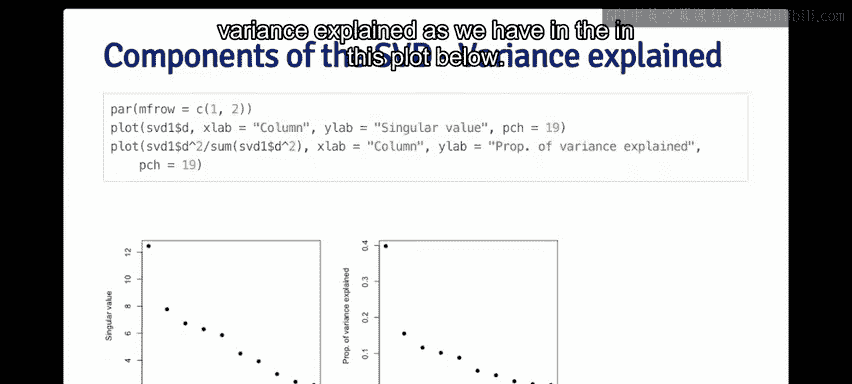 variance explained as we have in the in
this plot below.
Components of the SVD - Variance explained
par(mfrow = c(1, 2))
plot(svd1$d, xlab = "Column", ylab = "Singular value", pch = 19)
plot(svd1$d^2/sum(svd1$d^2), xlab = "Column", ylab = "Prop. of variance explained",
pch = 19)
Singular value
12
10
8
6
4
Prop. of variance explained
0.4
0.3
0.2
0.1